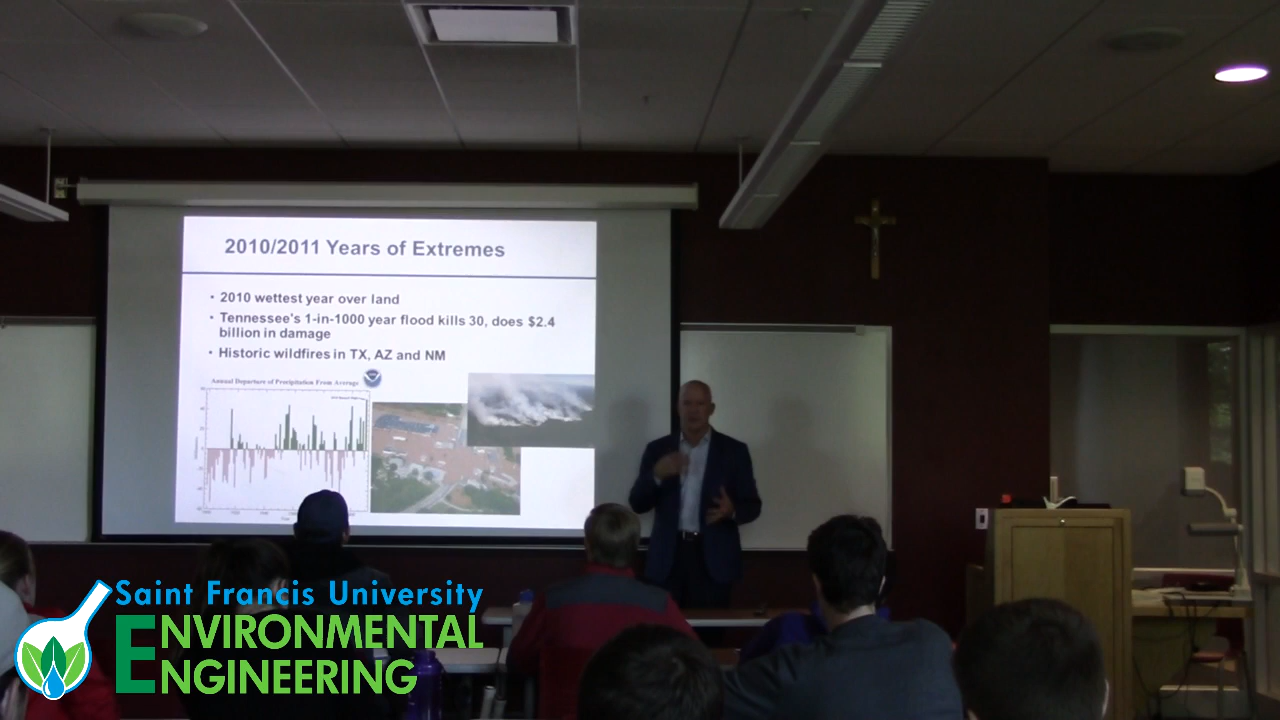 2010/2011 Years of Extremes
• 2010 wettest year over land
• Tennessee's 1-in-1000 year flood kills 30, does $2.4
billion in damage
• Historic wildfires in TX, AZ and NM
Annual Departure of Precipitation From Average
Saint Francis University
ENVIRONMENTAL
ENGINEERING